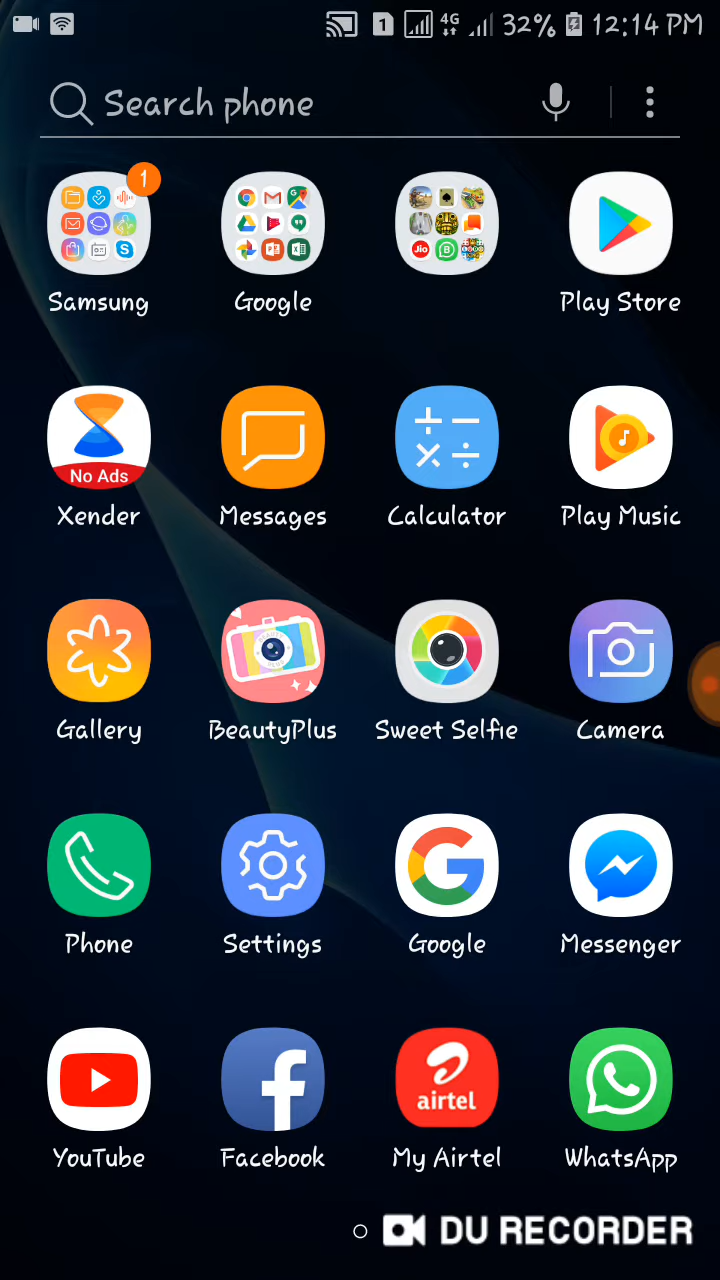 1 4G 32% 12:14 PM
Search phone
1
Jio B
Samsung Google Play Store
No Ads
Xender Messages Calculator Play Music
Gallery BeautyPlus Sweet Selfie Camera
Phone Settings Google Messenger
airtel
YouTube Facebook My Airtel WhatsApp
DU RECORDER